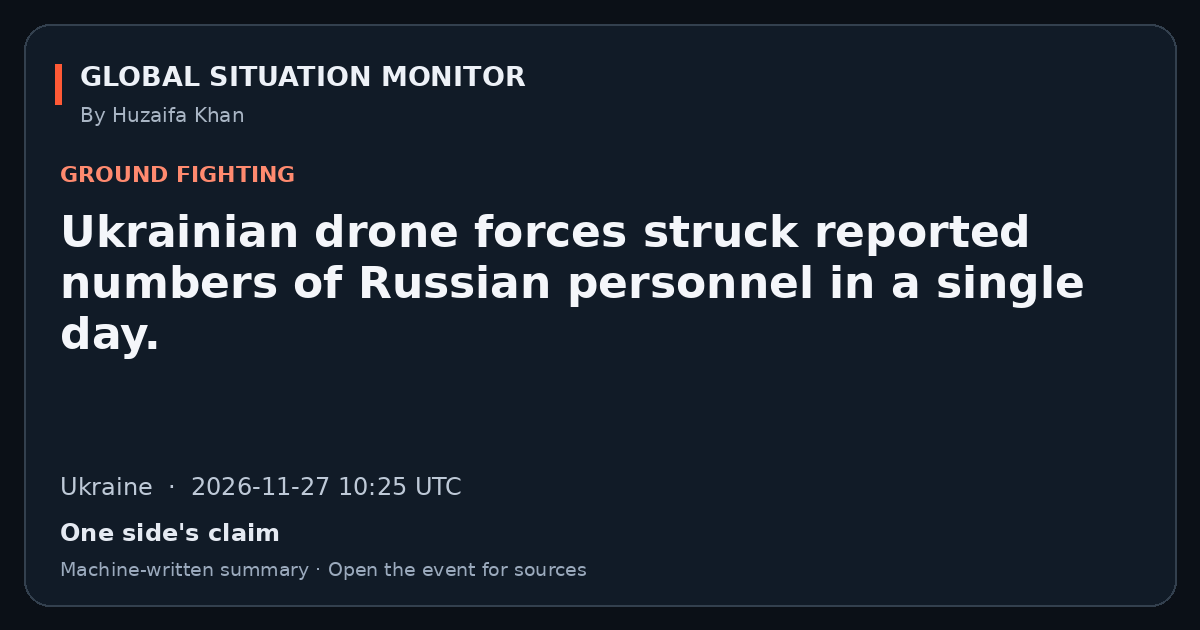 GLOBAL SITUATION MONITOR
By Huzaifa Khan
GROUND FIGHTING
Ukrainian drone forces struck reported
numbers of Russian personnel in a single
day.
Ukraine · 2026-11-27 10:25 UTC
One side's claim
Machine-written summary · Open the event for sources